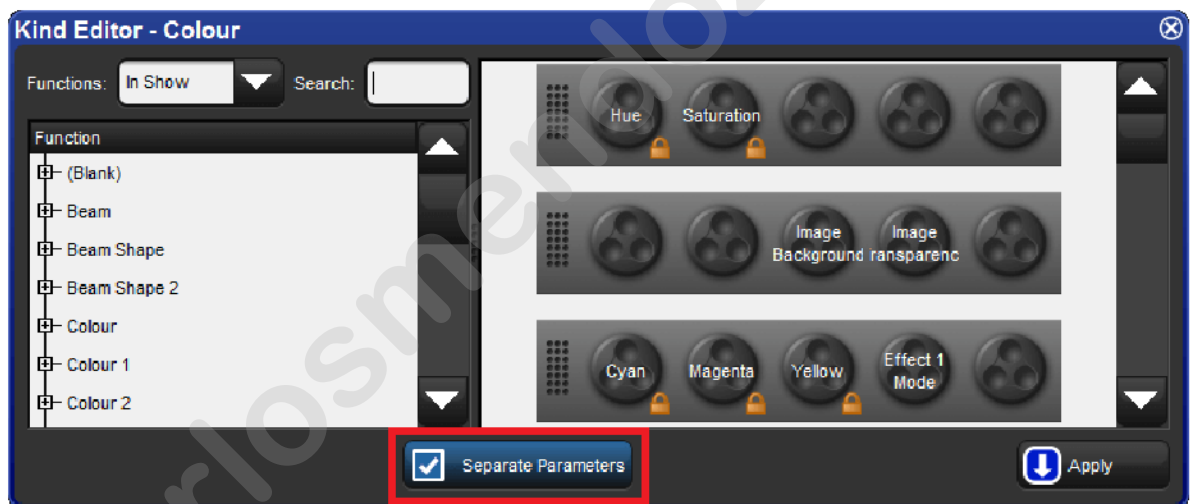 Kind Editor - Colour
Functions: In Show Search:
Function
(Blank)
Beam
Beam Shape
Beam Shape 2
Colour
Colour 1
Colour 2
Hue Saturation
Image Image
Background ransparenc
Cyan Magenta Yellow Effect 1
Mode
Separate Parameters
Apply